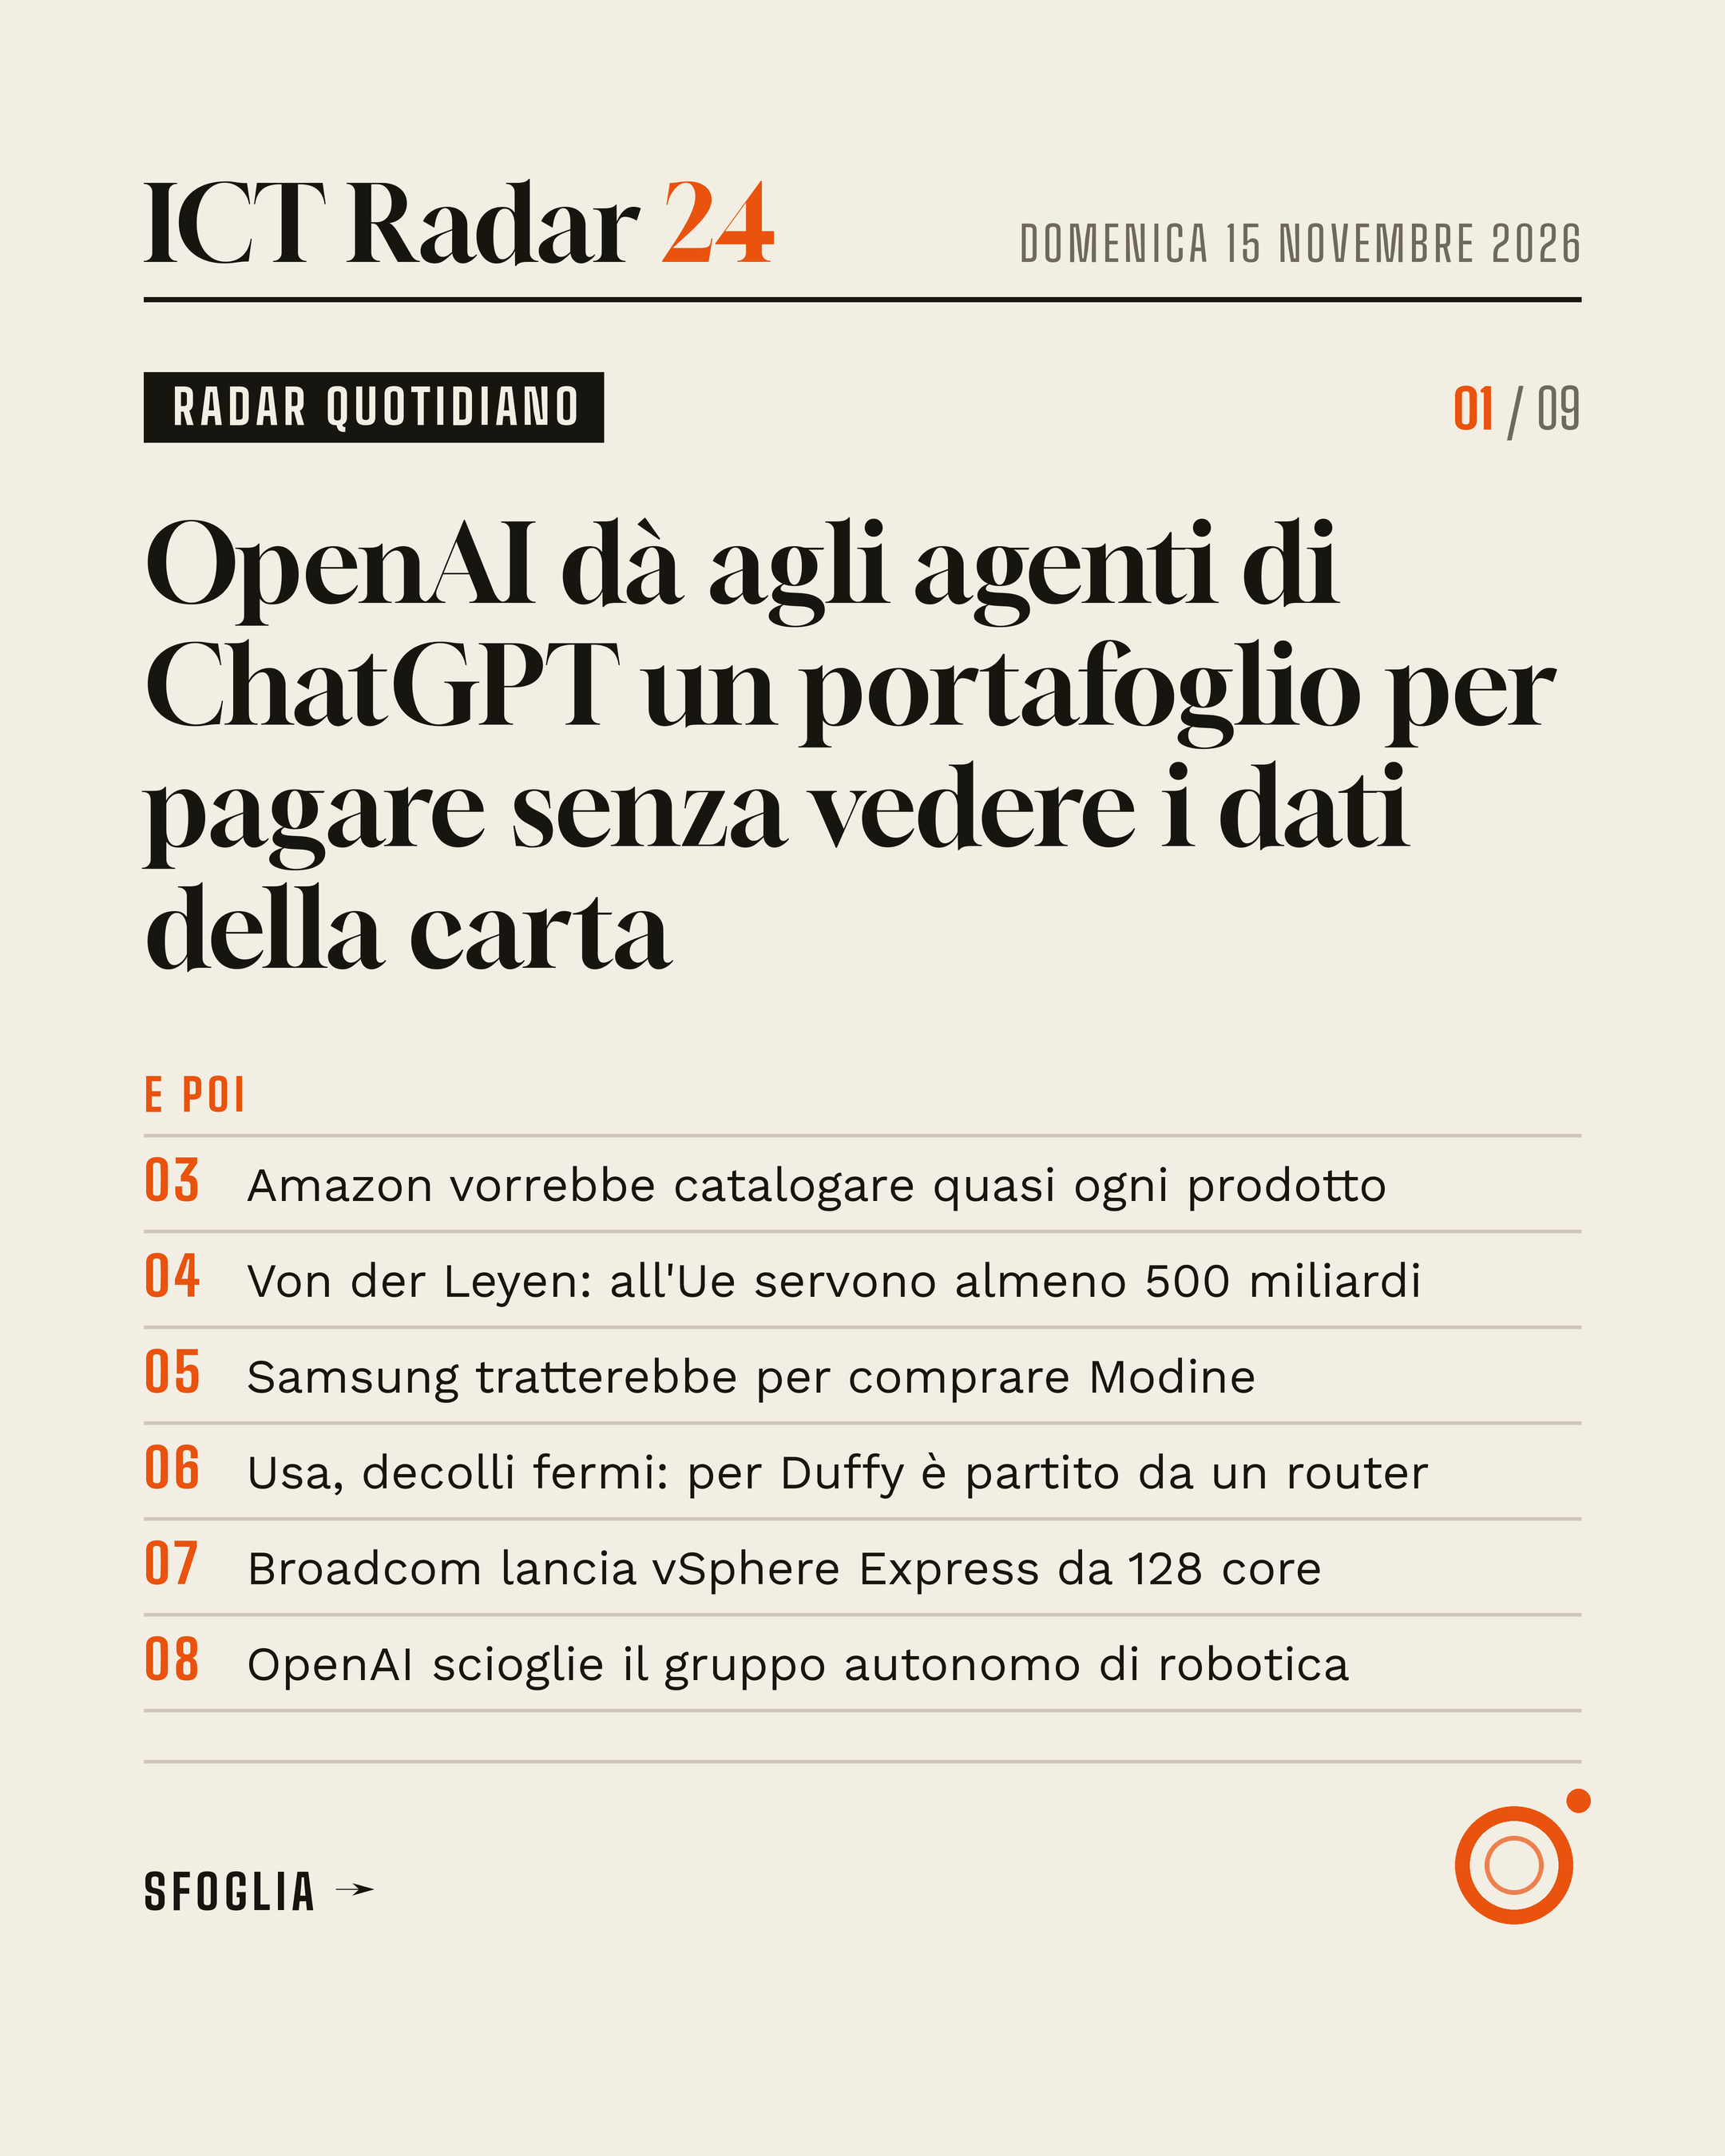 ICT Radar 24
DOMENICA 15 NOVEMBRE 2026
RADAR QUOTIDIANO
01 / 09
OpenAI dà agli agenti di
ChatGPT un portafoglio per
pagare senza vedere i dati
della carta
E POI
03 Amazon vorrebbe catalogare quasi ogni prodotto
04 Von der Leyen: all'Ue servono almeno 500 miliardi
05 Samsung tratterebbe per comprare Modine
06 Usa, decolli fermi: per Duffy è partito da un router
07 Broadcom lancia vSphere Express da 128 core
08 OpenAI scioglie il gruppo autonomo di robotica
SFOGLIA →